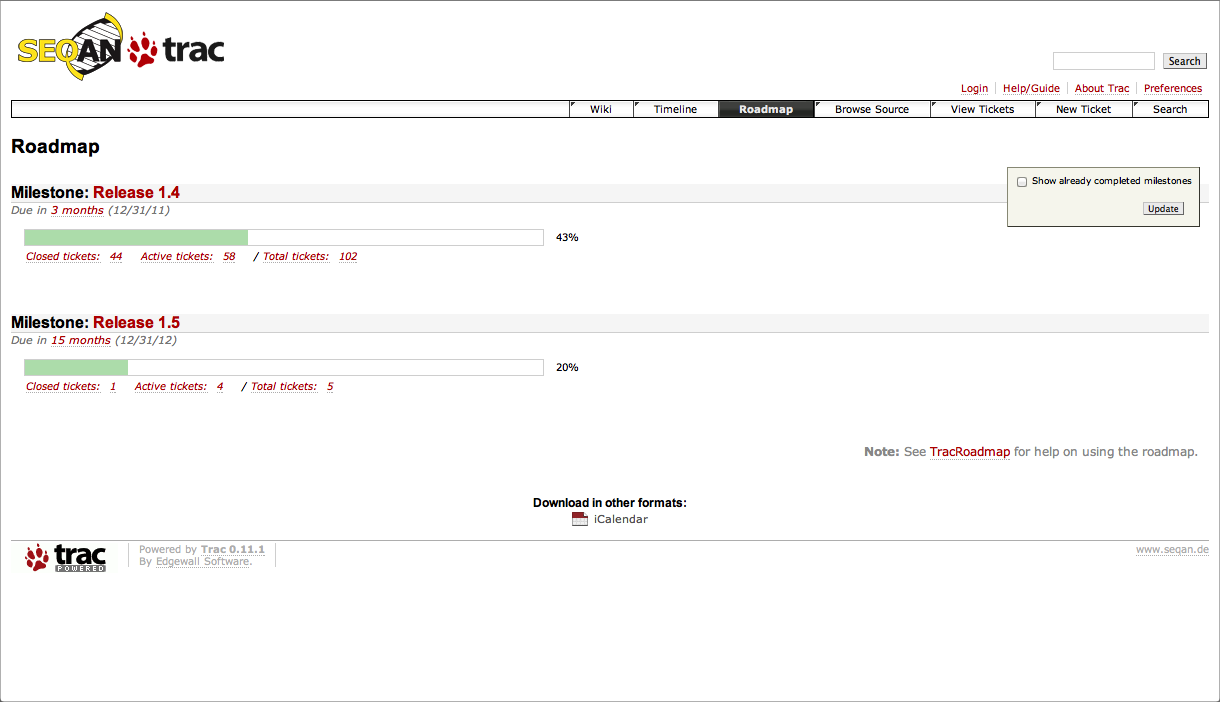 SEQAN trac
Search
Login Help/Guide About Trac Preferences
Wiki Timeline Roadmap Browse Source View Tickets New Ticket Search
Roadmap
Show already completed milestones
Update
Milestone: Release 1.4
Due in 3 months (12/31/11)
43%
Closed tickets: 44 Active tickets: 58 / Total tickets: 102
Milestone: Release 1.5
Due in 15 months (12/31/12)
20%
Closed tickets: 1 Active tickets: 4 / Total tickets: 5
Note: See TracRoadmap for help on using the roadmap.
Download in other formats:
iCalendar
trac
POWERED
Powered by Trac 0.11.1
By Edgewall Software.
www.seqan.de